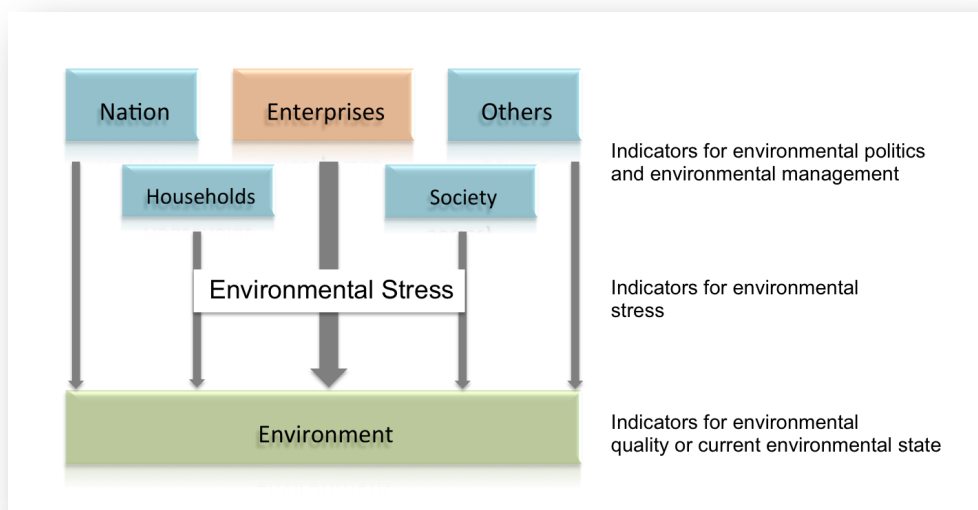 Nation
Enterprises
Others
Indicators for environmental politics
and environmental management
Households
Society
Environmental Stress
Indicators for environmental
stress
Environment
Indicators for environmental
quality or current environmental state